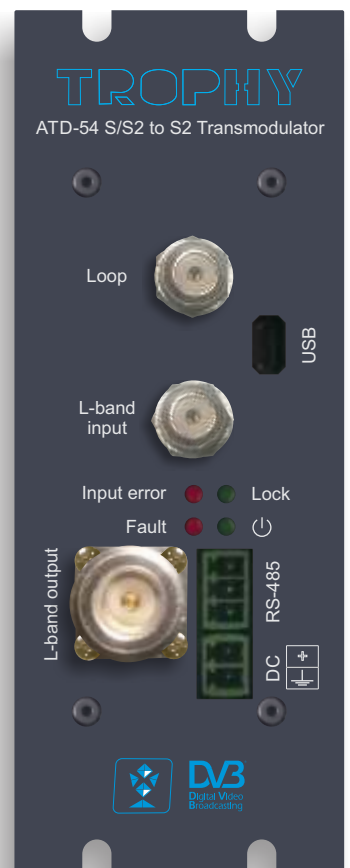 TROPHY
ATD-54 S/S2 to S2 Transmodulator
Loop
USB
L-band
input
Input error
Lock
Fault
L-band output
RS-485
DC
DVB
Digital Video
Broadcasting